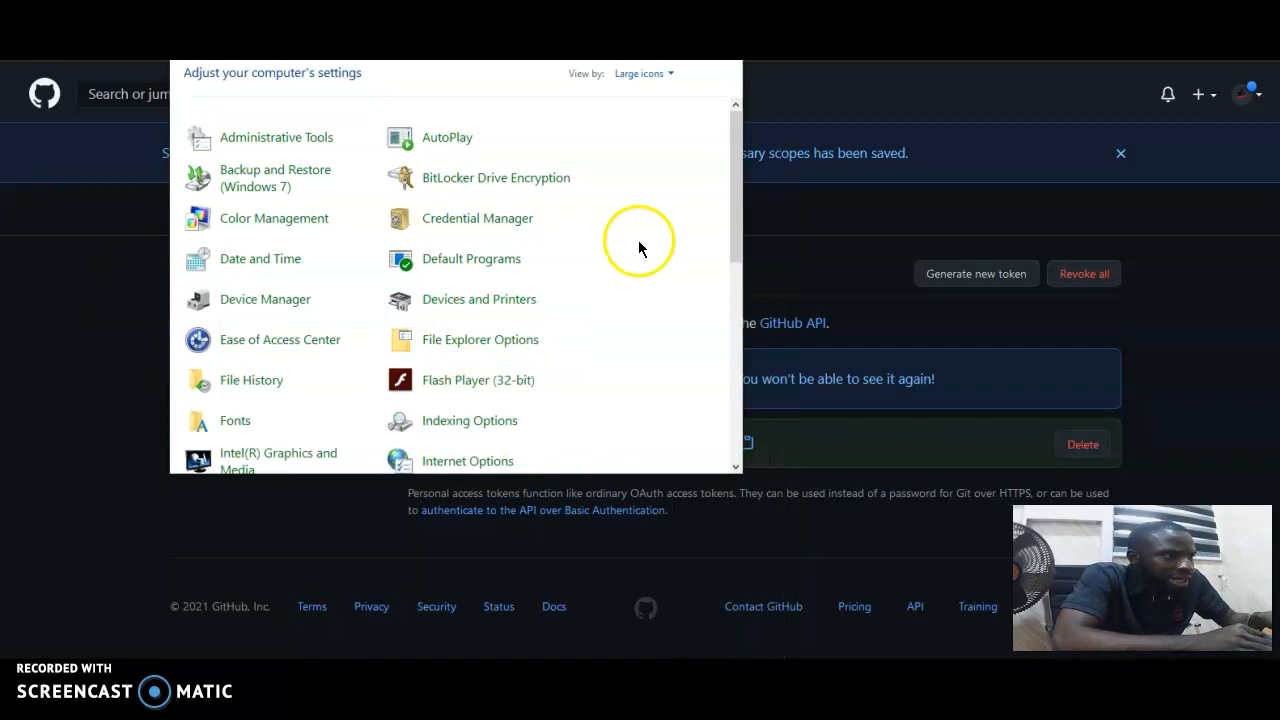 Adjust your computer's settings
View by: Large icons
Search or jum
Administrative Tools
AutoPlay
Backup and Restore
(Windows 7)
BitLocker Drive Encryption
S
sary scopes has been saved.
Color Management
Credential Manager
Date and Time
Default Programs
Generate new token
Revoke all
Device Manager
Devices and Printers
he GitHub API.
Ease of Access Center
File Explorer Options
File History
Flash Player (32-bit)
ou won't be able to see it again!
Fonts
Indexing Options
Delete
Intel(R) Graphics and
Media
Internet Options
Personal access tokens function like ordinary OAuth access tokens. They can be used instead of a password for Git over HTTPS, or can be used
to authenticate to the API over Basic Authentication.
© 2021 GitHub, Inc.
Terms
Privacy
Security
Status
Docs
Contact GitHub
Pricing
API
Training
RECORDED WITH
SCREENCAST MATIC